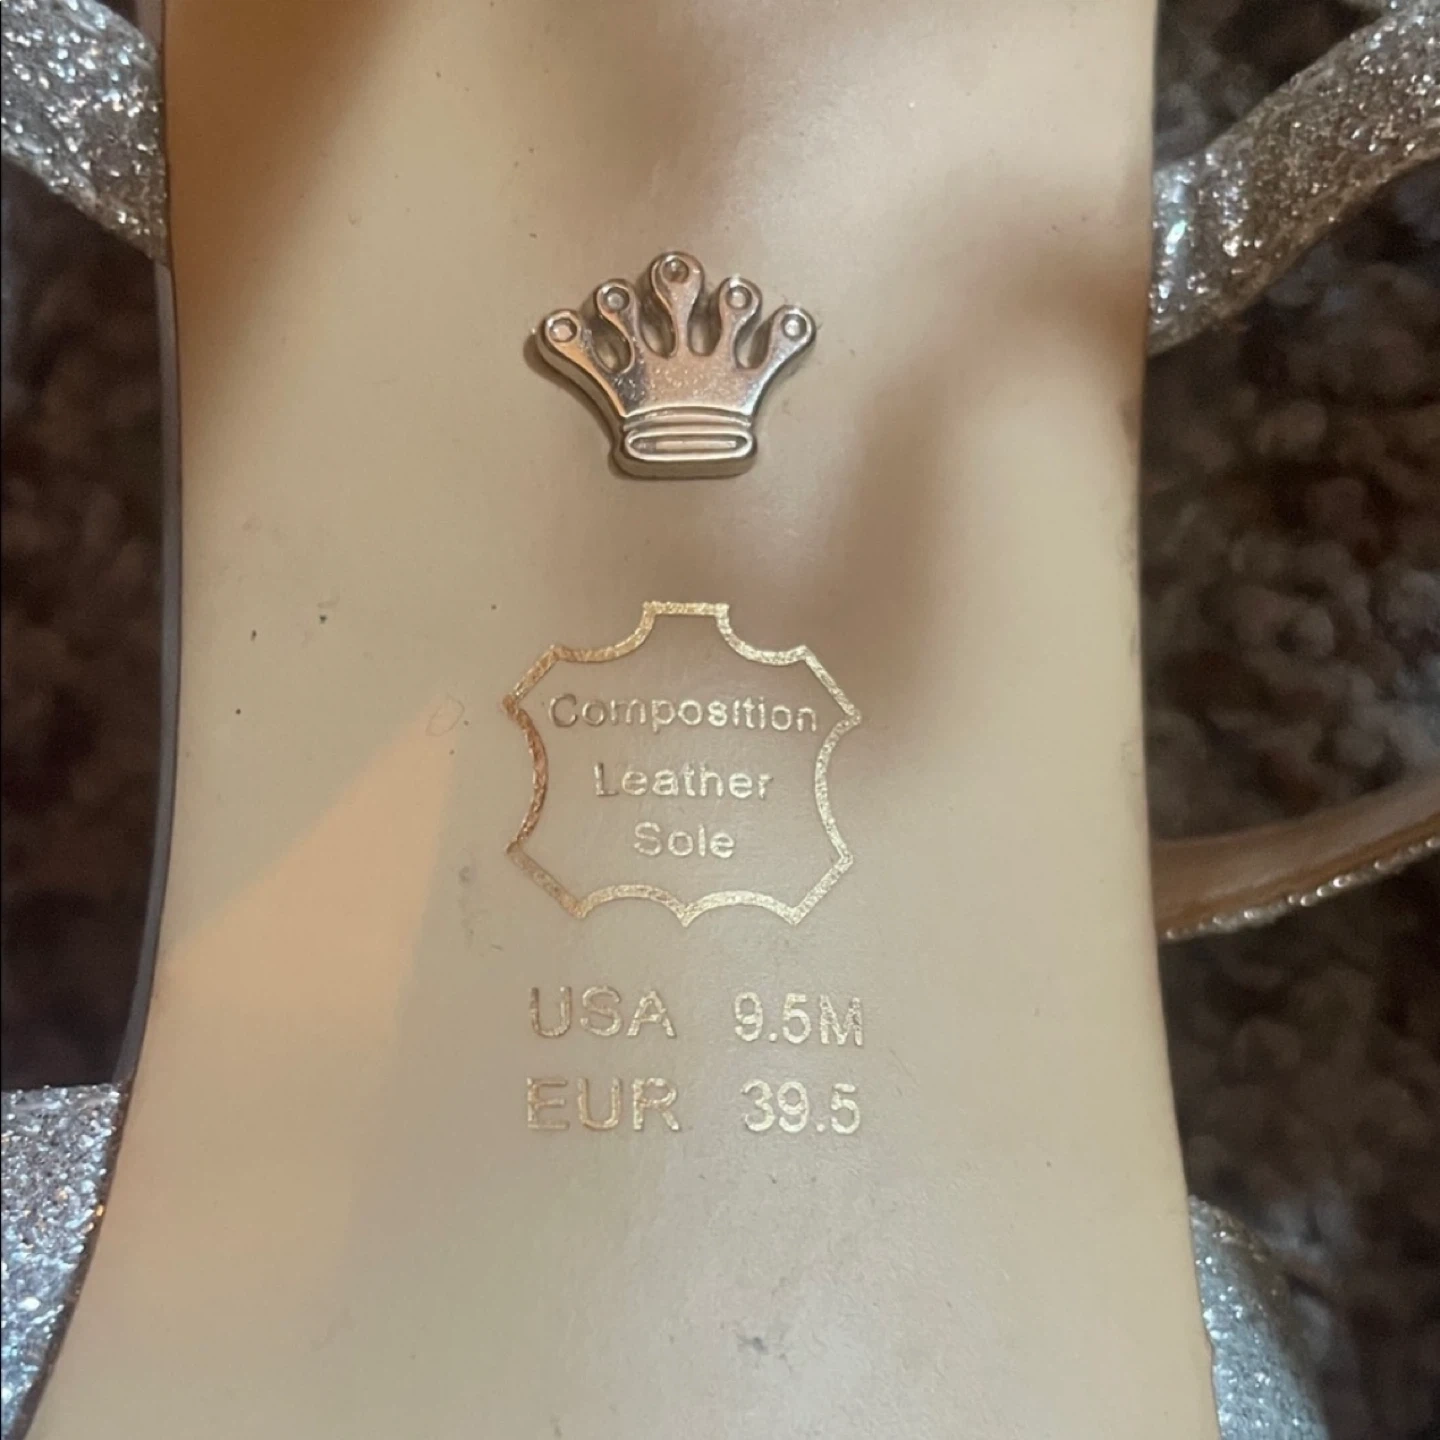 Composition
Leather
Sole
USA 9.5M
EUR 39.5